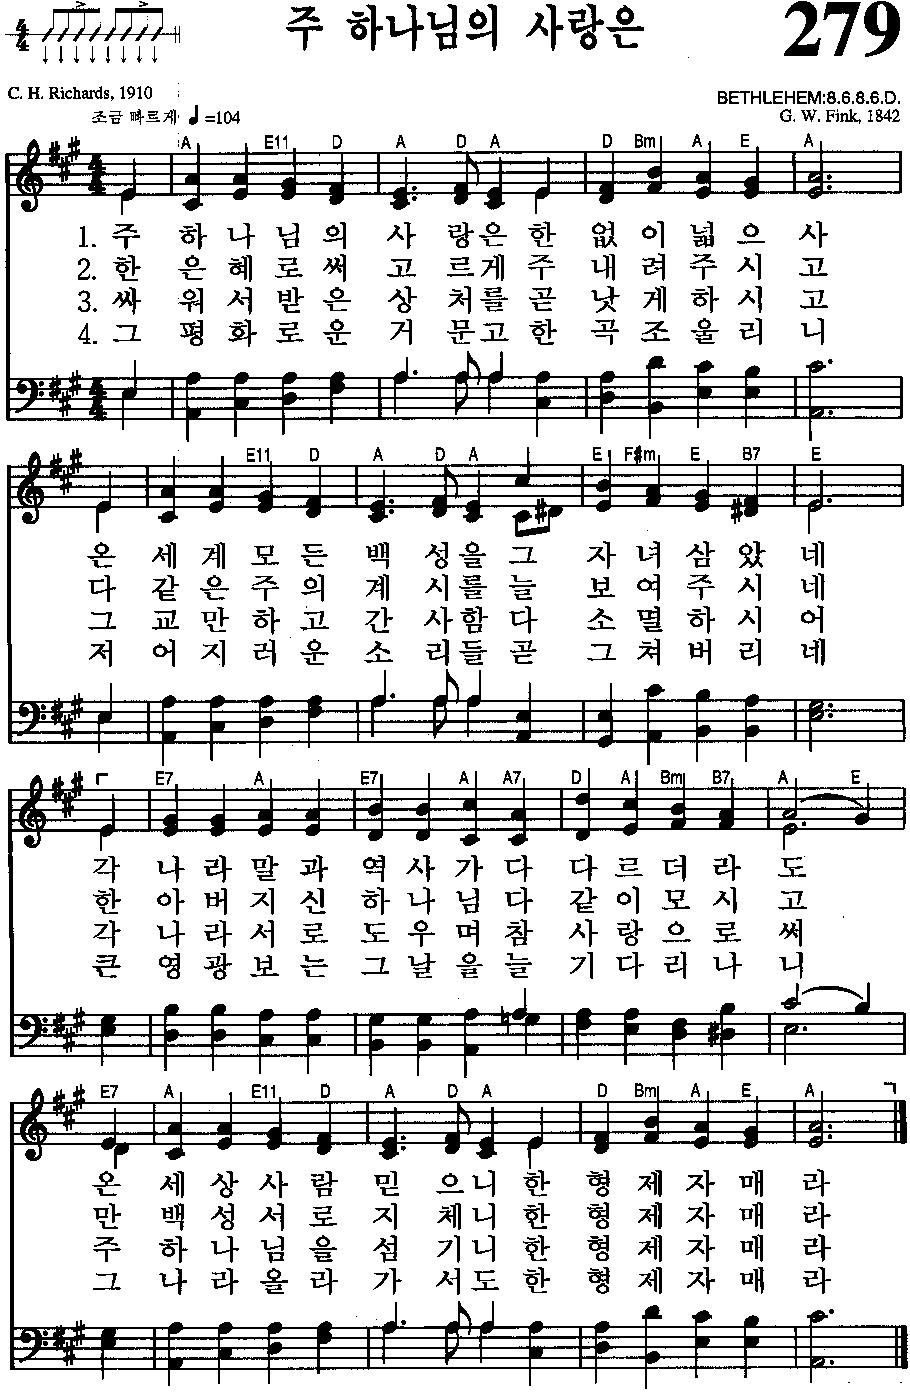 4/4
주 하나님의 사랑은
279
C. H. Richards, 1910
조금 빠르게 ♩=104
BETHLEHEM:8.6.8.6.D.
G. W. Fink, 1842
A E11 D A D A D Bm A E A
1. 주 하 나 님 의 사 랑 은 한 없 이 넓 으 사
2. 한 은 혜 로 써 고 르 게 주 내 려 주 시 고
3. 싸 워 서 받 은 상 처 를 곧 낫 게 하 시 고
4. 그 평 화 로 운 거 문 고 한 곡 조 울 리 니
E11 D A D A E F#m E B7 E
온 세 계 모 든 백 성 을 그 자 녀 삼 았 네
다 같 은 주 의 계 시 를 늘 보 여 주 시 네
그 교 만 하 고 간 사 함 다 소 멸 하 시 어
저 어 지 러 운 소 리 들 곧 그 쳐 버 리 네
E7 A E7 A A7 D A Bm B7 A E
각 나 라 말 과 역 사 가 다 다 르 더 라 도
한 아 버 지 신 하 나 님 다 같 이 모 시 고
각 나 라 서 로 도 우 며 참 사 랑 으 로 써
큰 영 광 보 는 그 날 을 늘 기 다 리 나 니
E7 A E11 D A D A D Bm A E A
온 세 상 사 람 믿 으 니 한 형 제 자 매 라
만 백 성 서 로 지 체 니 한 형 제 자 매 라
주 하 나 님 을 섬 기 니 한 형 제 자 매 라
그 나 라 올 라 가 서 도 한 형 제 자 매 라